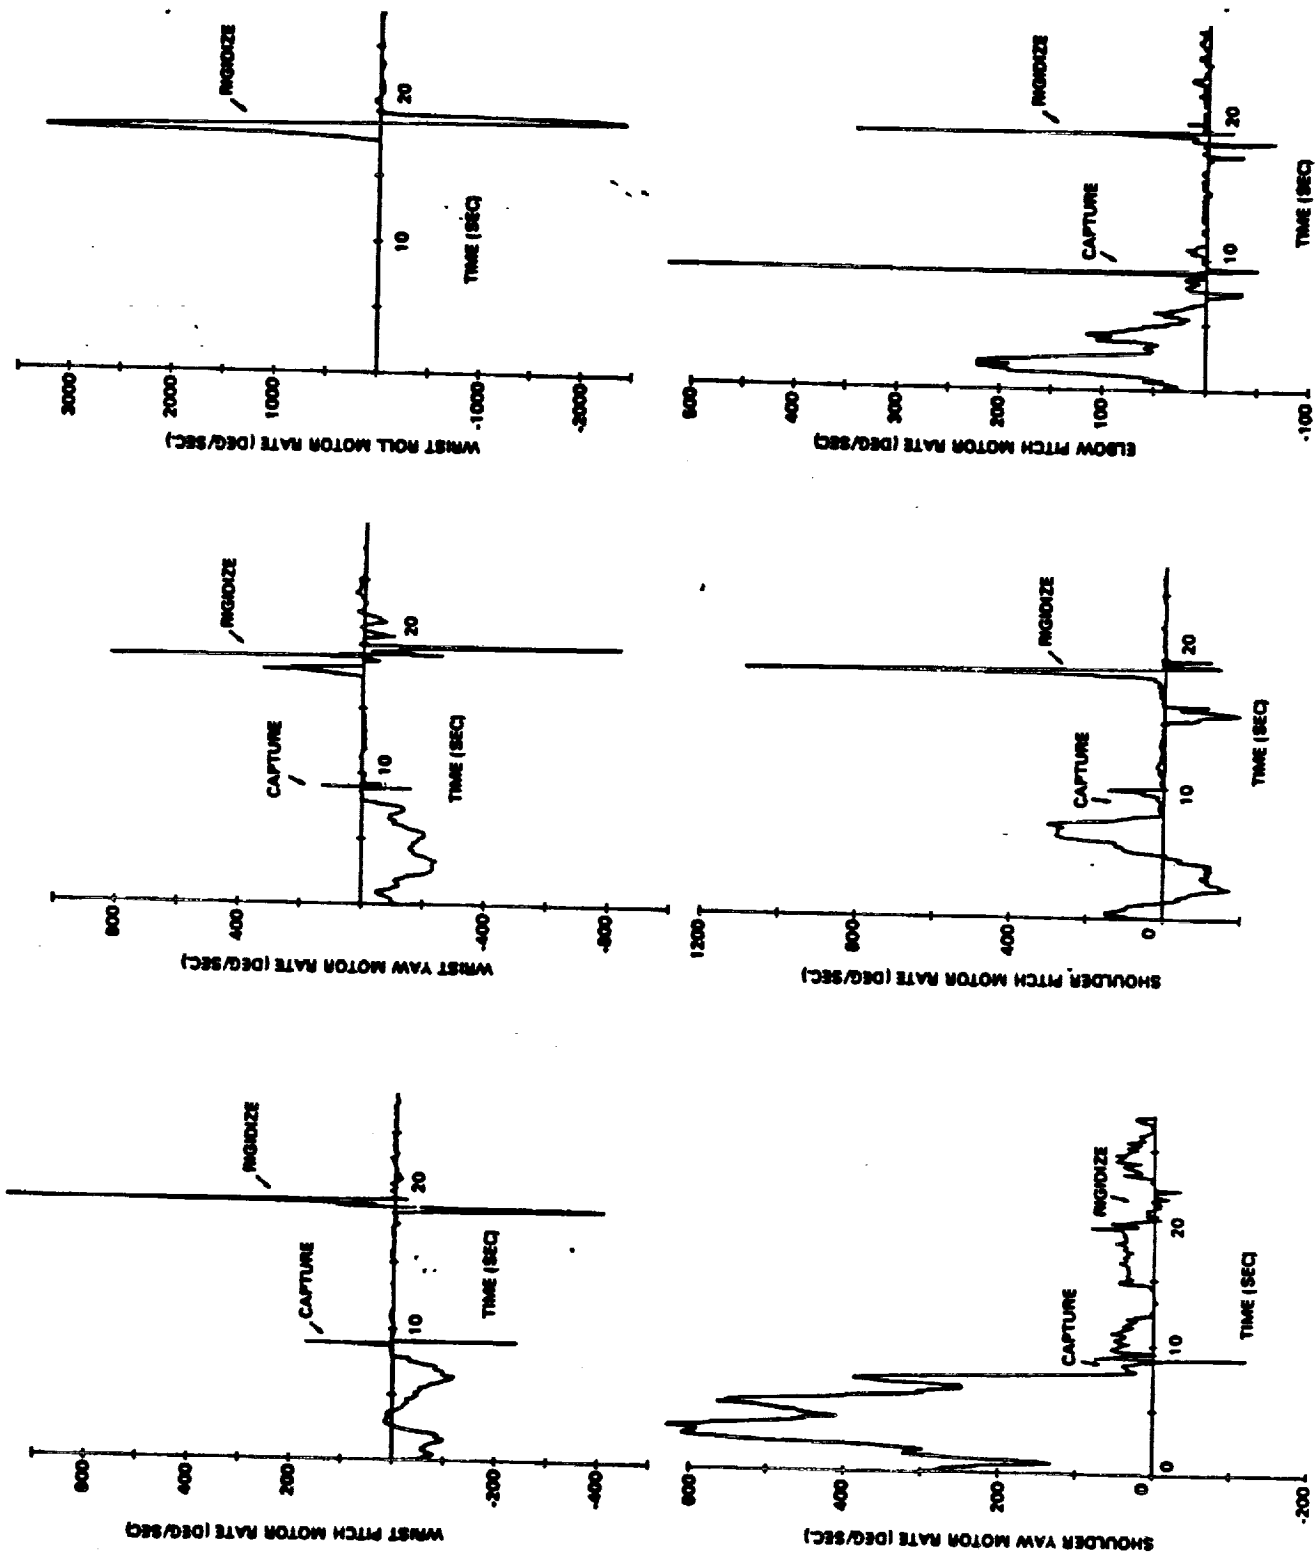 WRIST PITCH MOTOR RATE (DEG/SEC)
600
400
200
-200
-400
CAPTURE
RIGIDIZE
10
20
TIME (SEC)
WRIST YAW MOTOR RATE (DEG/SEC.)
800
400
-400
-800
CAPTURE
RIGIDIZE
10
20
TIME (SEC)
WRIST ROLL MOTOR RATE (DEG/SEC.)
3000
2000
1000
-1000
-2000
RIGIDIZE
10
20
TIME (SEC)
SHOULDER YAW MOTOR RATE (DEG/SEC.)
600
400
200
0
-200
CAPTURE
RIGIDIZE
0
10
20
TIME (SEC)
SHOULDER PITCH MOTOR RATE (DEG/SEC.)
1200
800
400
0
CAPTURE
RIGIDIZE
10
20
TIME (SEC)
ELBOW PITCH MOTOR RATE (DEG/SEC)
500
400
300
200
100
-100
CAPTURE
RIGIDIZE
10
20
TIME (SEC)